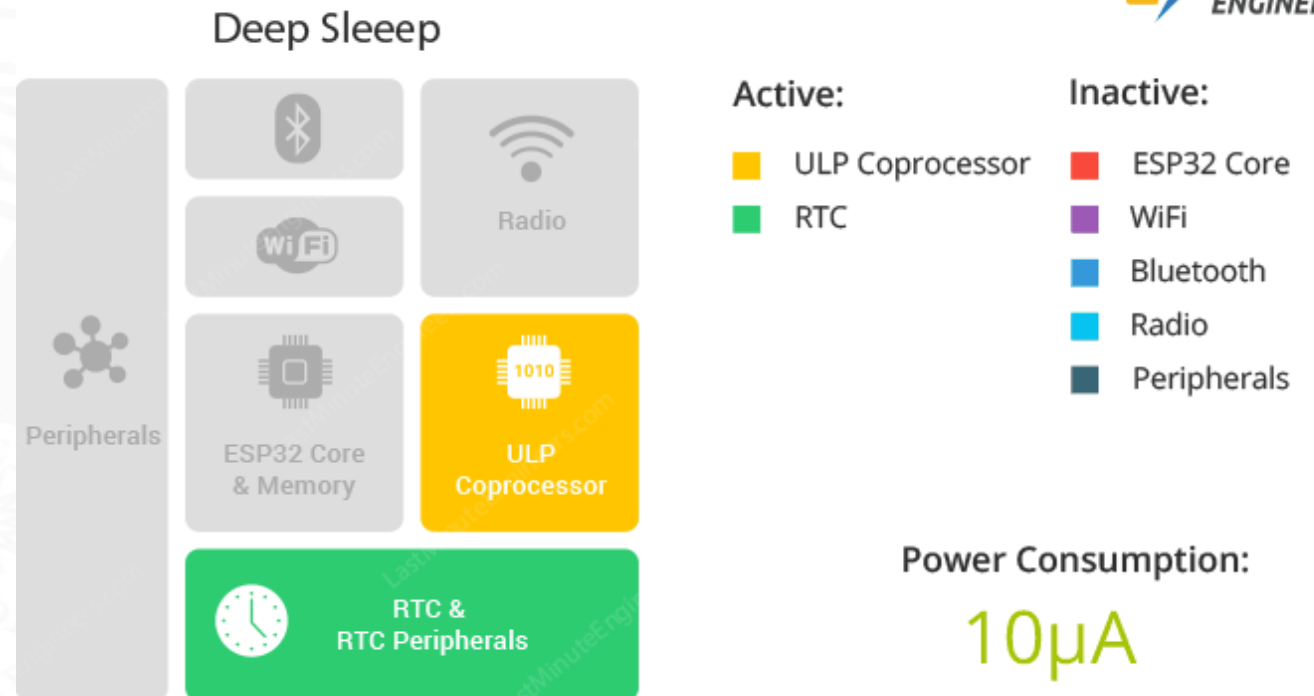 Deep Sleeep
Peripherals
WiFi
Radio
ESP32 Core
& Memory
1010
ULP
Coprocessor
RTC &
RTC Peripherals
Active:
ULP Coprocessor
RTC
Inactive:
ESP32 Core
WiFi
Bluetooth
Radio
Peripherals
Power Consumption:
10µA